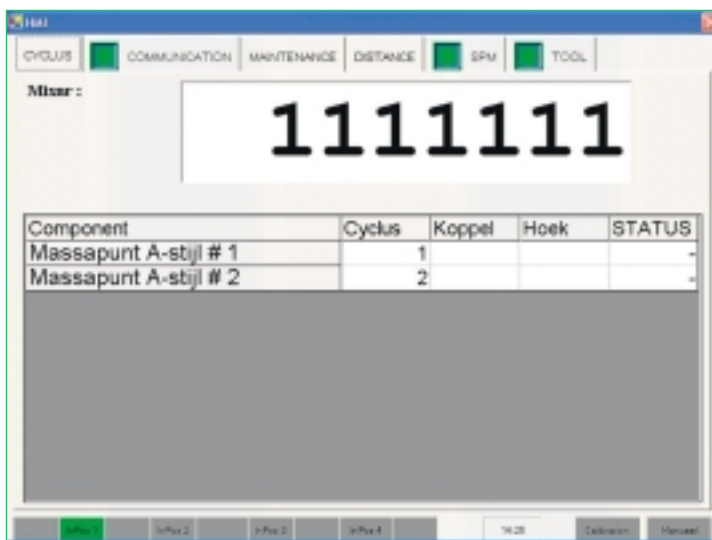 HMI
CYCLUS COMMUNICATION MAINTENANCE DISTANCE SPM TOOL
Mixnr :
1111111
Component Cyclus Koppel Hoek STATUS
Massapunt A-stijl # 1 1 -
Massapunt A-stijl # 2 2 -
InPos 1 InPos 2 InPos 3 InPos 4 14:28 Calibration Manueel